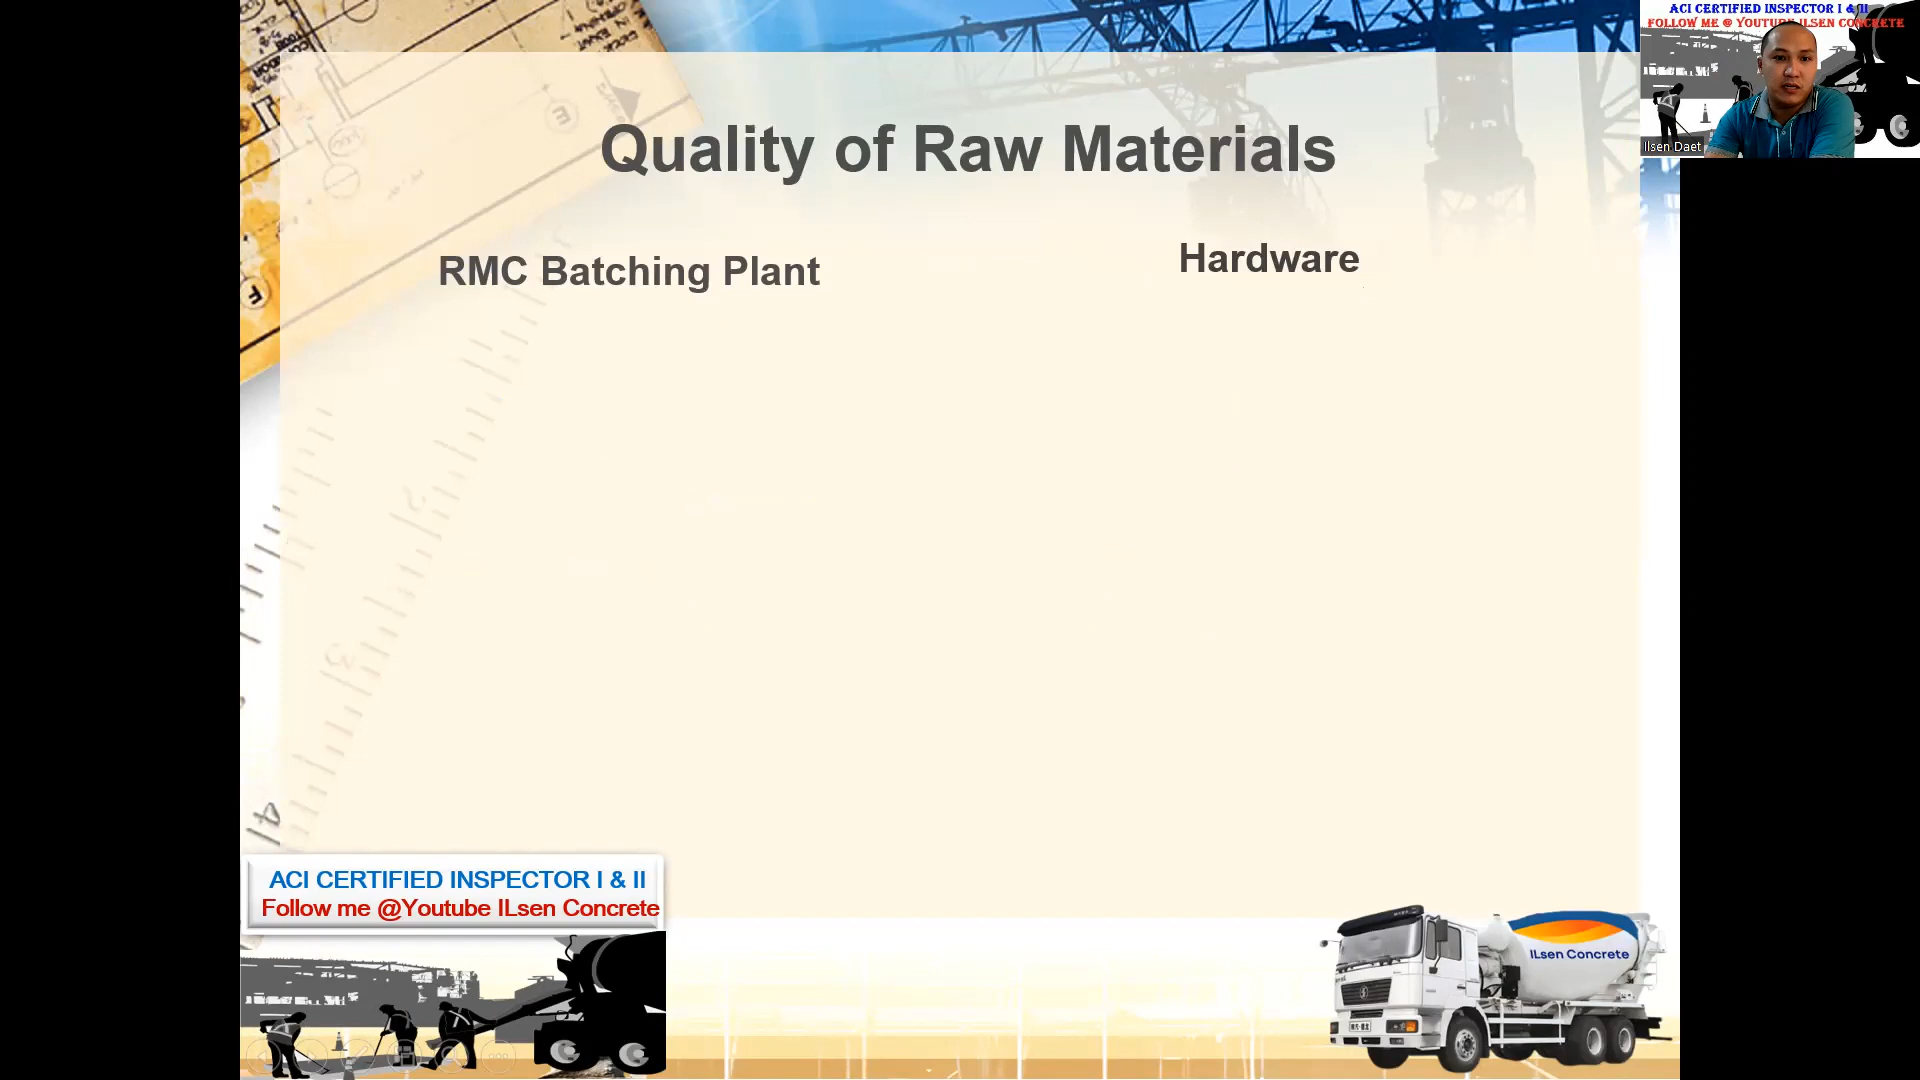 ACI CERTIFIED INSPECTOR I & II
FOLLOW ME @ YOUTUBE ILSEN CONCRETE
Ilsen Daet
Quality of Raw Materials
RMC Batching Plant
Hardware
ACI CERTIFIED INSPECTOR I & II
Follow me @Youtube ILsen Concrete
ILsen Concrete